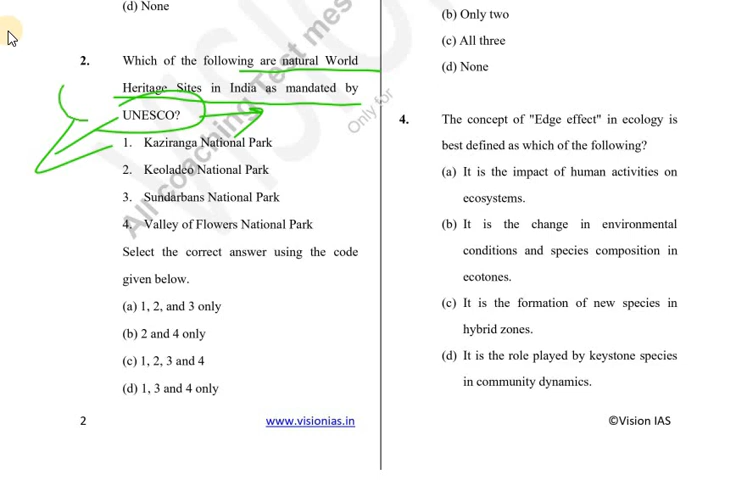 (d) None
2. Which of the following are natural World
Heritage Sites in India as mandated by
UNESCO?
1. Kaziranga National Park
2. Keoladeo National Park
3. Sundarbans National Park
4. Valley of Flowers National Park
Select the correct answer using the code
given below.
(a) 1, 2, and 3 only
(b) 2 and 4 only
(c) 1, 2, 3 and 4
(d) 1, 3 and 4 only
(b) Only two
(c) All three
(d) None
4. The concept of "Edge effect" in ecology is
best defined as which of the following?
(a) It is the impact of human activities on
ecosystems.
(b) It is the change in environmental
conditions and species composition in
ecotones.
(c) It is the formation of new species in
hybrid zones.
(d) It is the role played by keystone species
in community dynamics.
2
www.visionias.in
©Vision IAS
All coaching Test mes
Only for